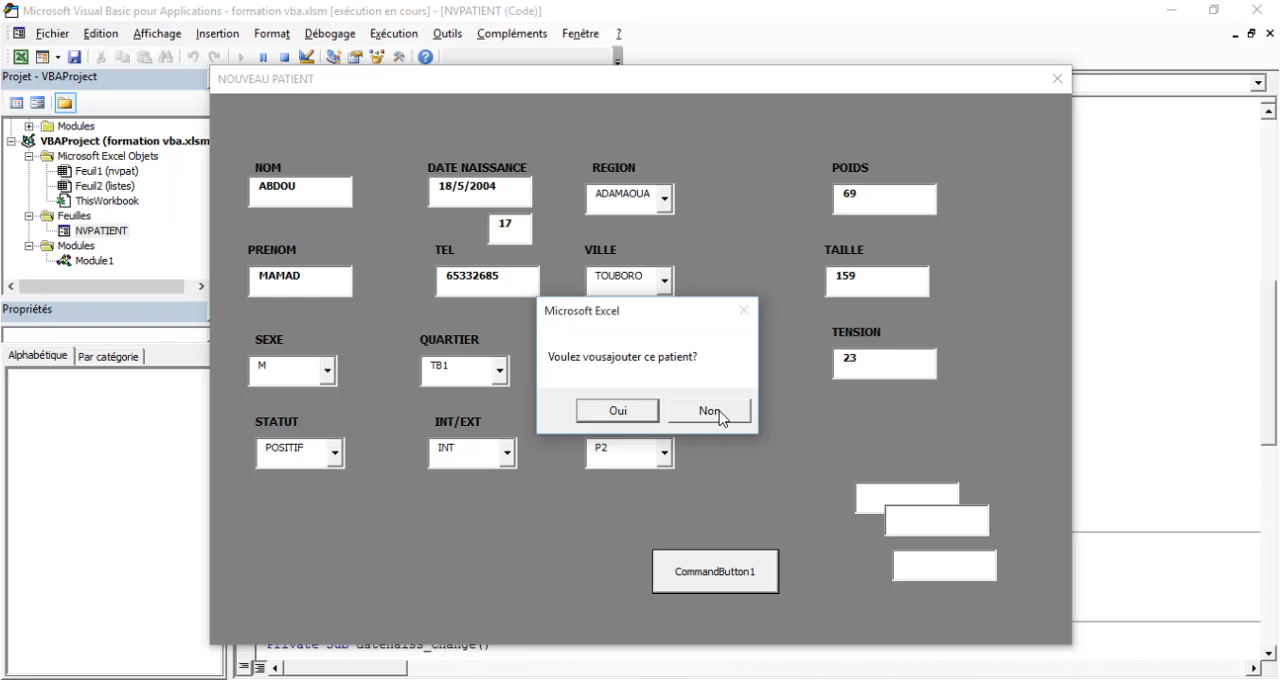 Microsoft Visual Basic pour Applications - formation vba.xlsm [exécution en cours] - [NVPATIENT (Code)]
Fichier Edition Affichage Insertion Format Débogage Exécution Outils Compléments Fenêtre ?
Projet - VBAProject
NOUVEAU PATIENT
Modules
VBAProject (formation vba.xlsm
Microsoft Excel Objets
Feuil1 (nvpat)
Feuil2 (listes)
ThisWorkbook
Feuilles
NVPATIENT
Modules
Module1
Propriétés
Alphabétique Par catégorie
NOM DATE NAISSANCE REGION POIDS
ABDOU 18/5/2004 ADAMAOUA 69
17
PRENOM TEL VILLE TAILLE
MAMAD 65332685 TOUBORO 159
Microsoft Excel
Voulez vousajouter ce patient?
Oui Non
SEXE QUARTIER TENSION
M TB1 23
STATUT INT/EXT
POSITIF INT P2
CommandButton1
Private Sub datenaiss_Change()